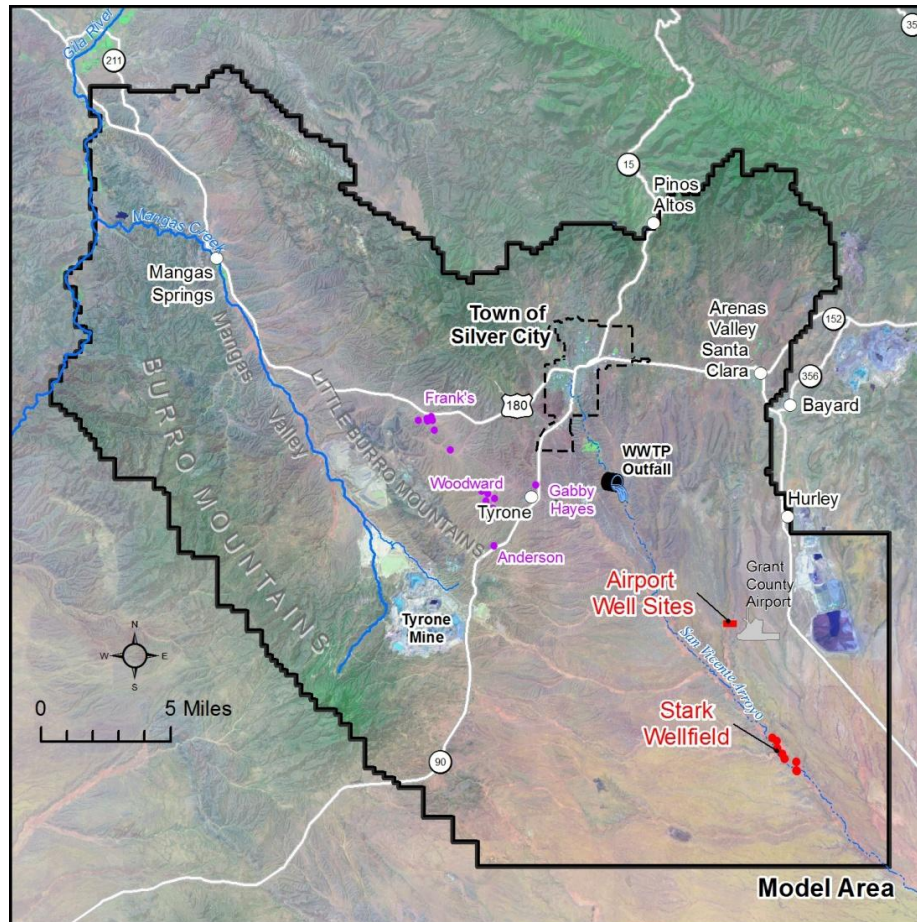 Gila River
211
35
15
Pinos
Altos
Mangas Creek
Mangas
Springs
Town of
Silver City
Arenas
Valley
Santa
Clara
152
356
Bayard
BURRO MOUNTAINS
Mangas
Valley
LITTLE BURRO MOUNTAINS
Frank's
180
WWTP
Outfall
Woodward
Tyrone
Gabby
Hayes
Hurley
Anderson
Airport
Well Sites
Grant
County
Airport
Tyrone
Mine
N
W
E
S
San Vicente Arroyo
0
5 Miles
Stark
Wellfield
90
Model Area